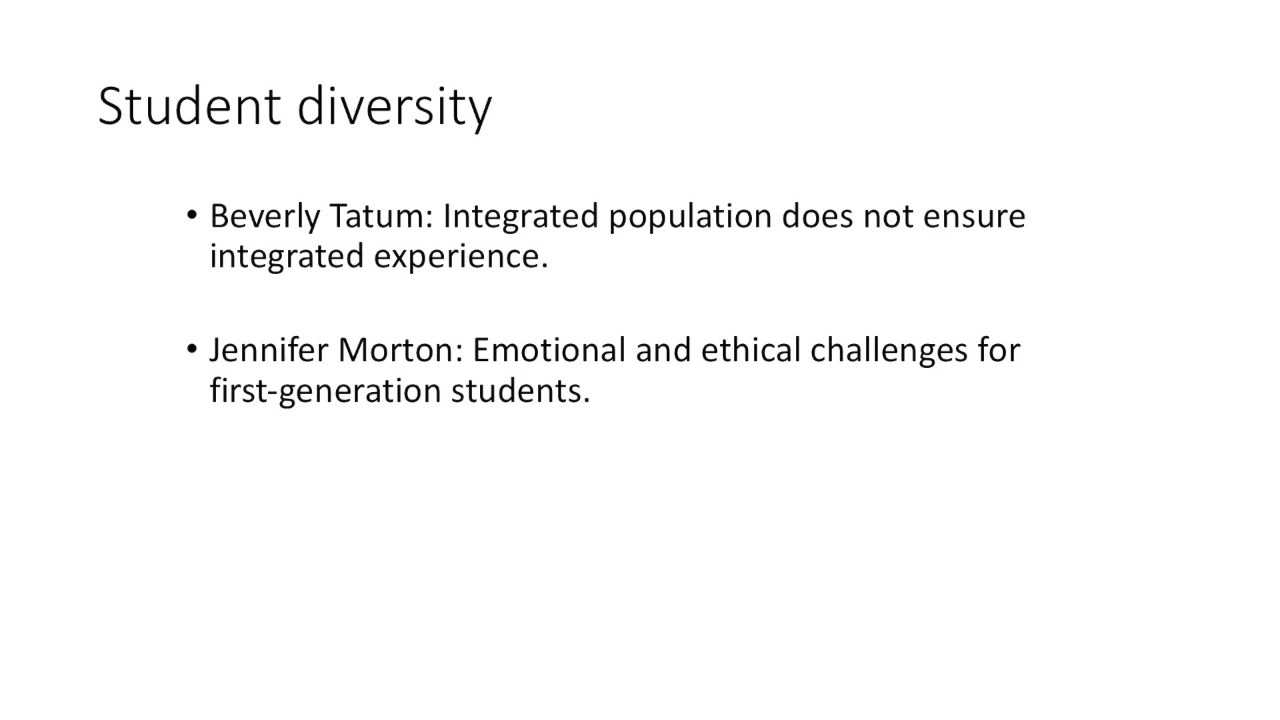 Student diversity
• Beverly Tatum: Integrated population does not ensure
integrated experience.
• Jennifer Morton: Emotional and ethical challenges for
first-generation students.